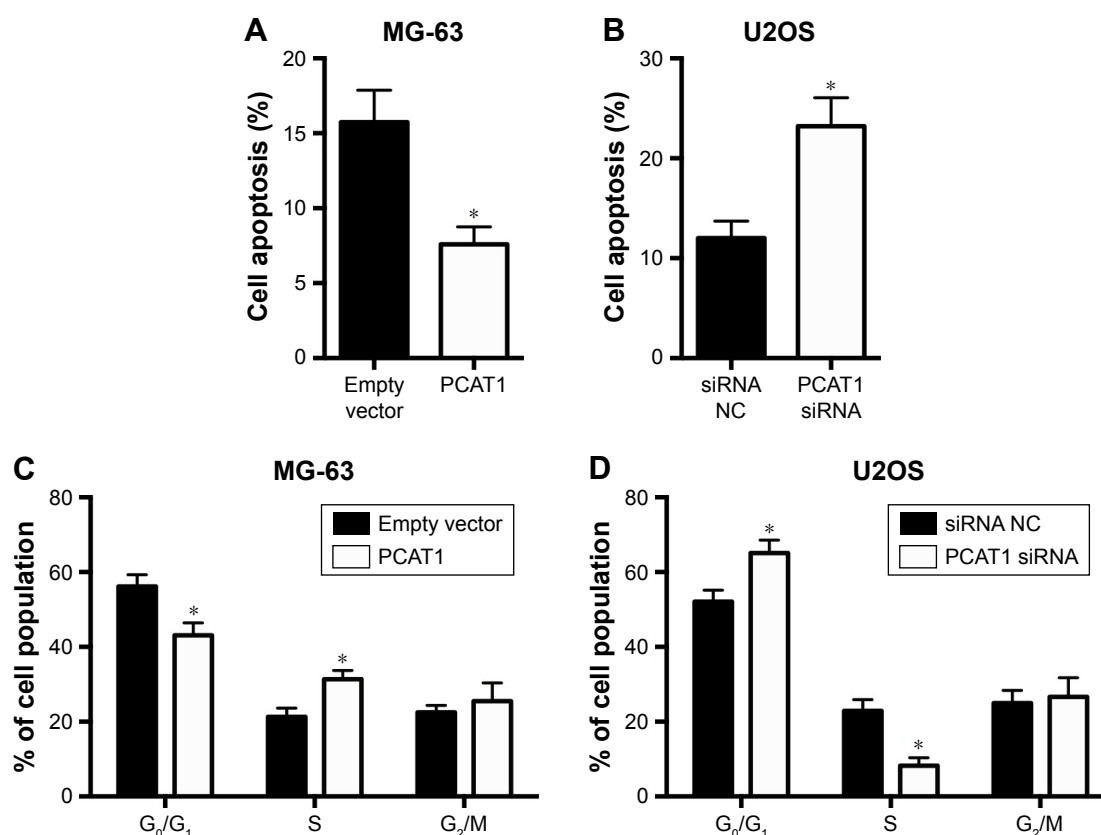 A
MG-63
Cell apoptosis (%)
20
15
10
5
0
*
Empty
vector
PCAT1
B
U2OS
Cell apoptosis (%)
30
20
10
0
*
siRNA
NC
PCAT1
siRNA
C
MG-63
% of cell population
80
60
40
20
0
Empty vector
PCAT1
*
*
G₀/G₁
S
G₂/M
D
U2OS
% of cell population
80
60
40
20
0
siRNA NC
PCAT1 siRNA
*
*
G₀/G₁
S
G₂/M